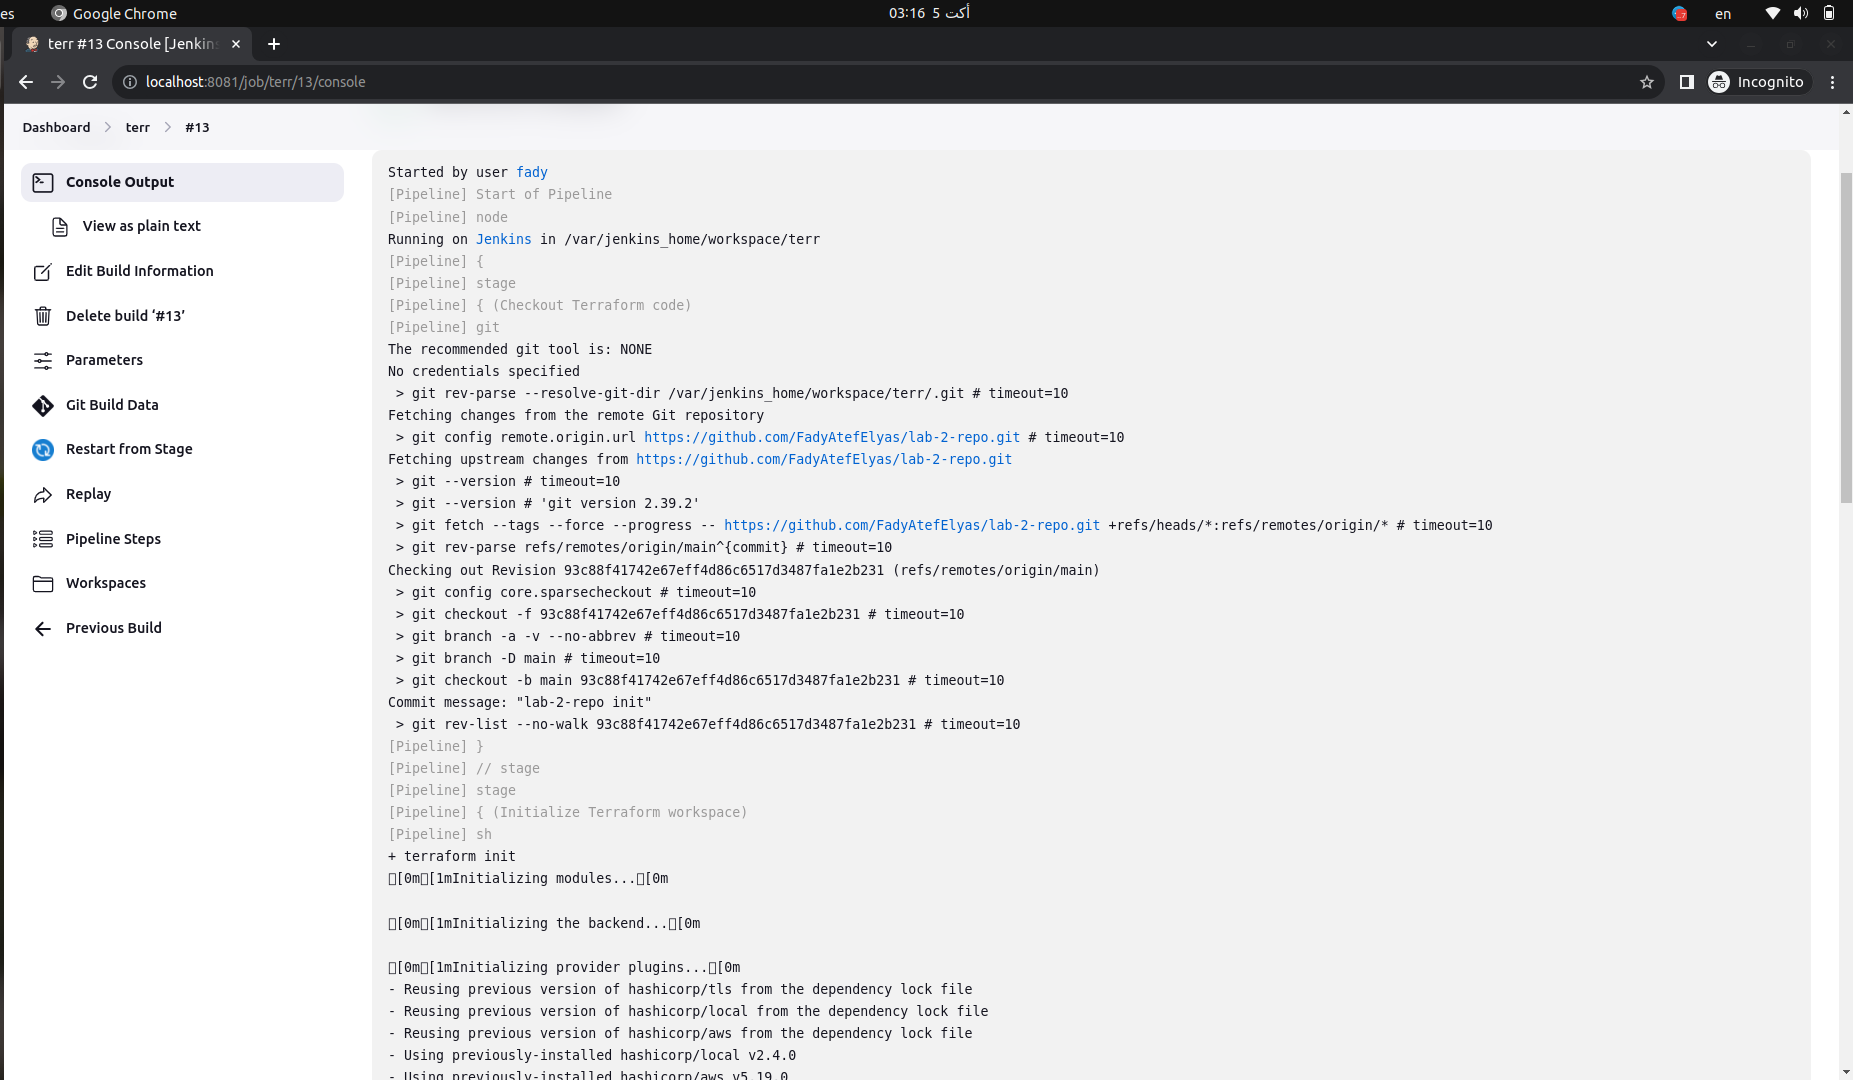 es
Google Chrome
03:16 5 أكت
en
terr #13 Console [Jenkins
localhost:8081/job/terr/13/console
Incognito
Dashboard
terr
#13
Console Output
View as plain text
Edit Build Information
Delete build ‘#13’
Parameters
Git Build Data
Restart from Stage
Replay
Pipeline Steps
Workspaces
Previous Build
Started by user fady
[Pipeline] Start of Pipeline
[Pipeline] node
Running on Jenkins in /var/jenkins_home/workspace/terr
[Pipeline] {
[Pipeline] stage
[Pipeline] { (Checkout Terraform code)
[Pipeline] git
The recommended git tool is: NONE
No credentials specified
> git rev-parse --resolve-git-dir /var/jenkins_home/workspace/terr/.git # timeout=10
Fetching changes from the remote Git repository
> git config remote.origin.url https://github.com/FadyAtefElyas/lab-2-repo.git # timeout=10
Fetching upstream changes from https://github.com/FadyAtefElyas/lab-2-repo.git
> git --version # timeout=10
> git --version # 'git version 2.39.2'
> git fetch --tags --force --progress -- https://github.com/FadyAtefElyas/lab-2-repo.git +refs/heads/*:refs/remotes/origin/* # timeout=10
> git rev-parse refs/remotes/origin/main^{commit} # timeout=10
Checking out Revision 93c88f41742e67eff4d86c6517d3487fa1e2b231 (refs/remotes/origin/main)
> git config core.sparsecheckout # timeout=10
> git checkout -f 93c88f41742e67eff4d86c6517d3487fa1e2b231 # timeout=10
> git branch -a -v --no-abbrev # timeout=10
> git branch -D main # timeout=10
> git checkout -b main 93c88f41742e67eff4d86c6517d3487fa1e2b231 # timeout=10
Commit message: "lab-2-repo init"
> git rev-list --no-walk 93c88f41742e67eff4d86c6517d3487fa1e2b231 # timeout=10
[Pipeline] }
[Pipeline] // stage
[Pipeline] stage
[Pipeline] { (Initialize Terraform workspace)
[Pipeline] sh
+ terraform init
▯[0m▯[1mInitializing modules...▯[0m
▯[0m▯[1mInitializing the backend...▯[0m
▯[0m▯[1mInitializing provider plugins...▯[0m
- Reusing previous version of hashicorp/tls from the dependency lock file
- Reusing previous version of hashicorp/local from the dependency lock file
- Reusing previous version of hashicorp/aws from the dependency lock file
- Using previously-installed hashicorp/local v2.4.0
- Using previously-installed hashicorp/aws v5.19.0